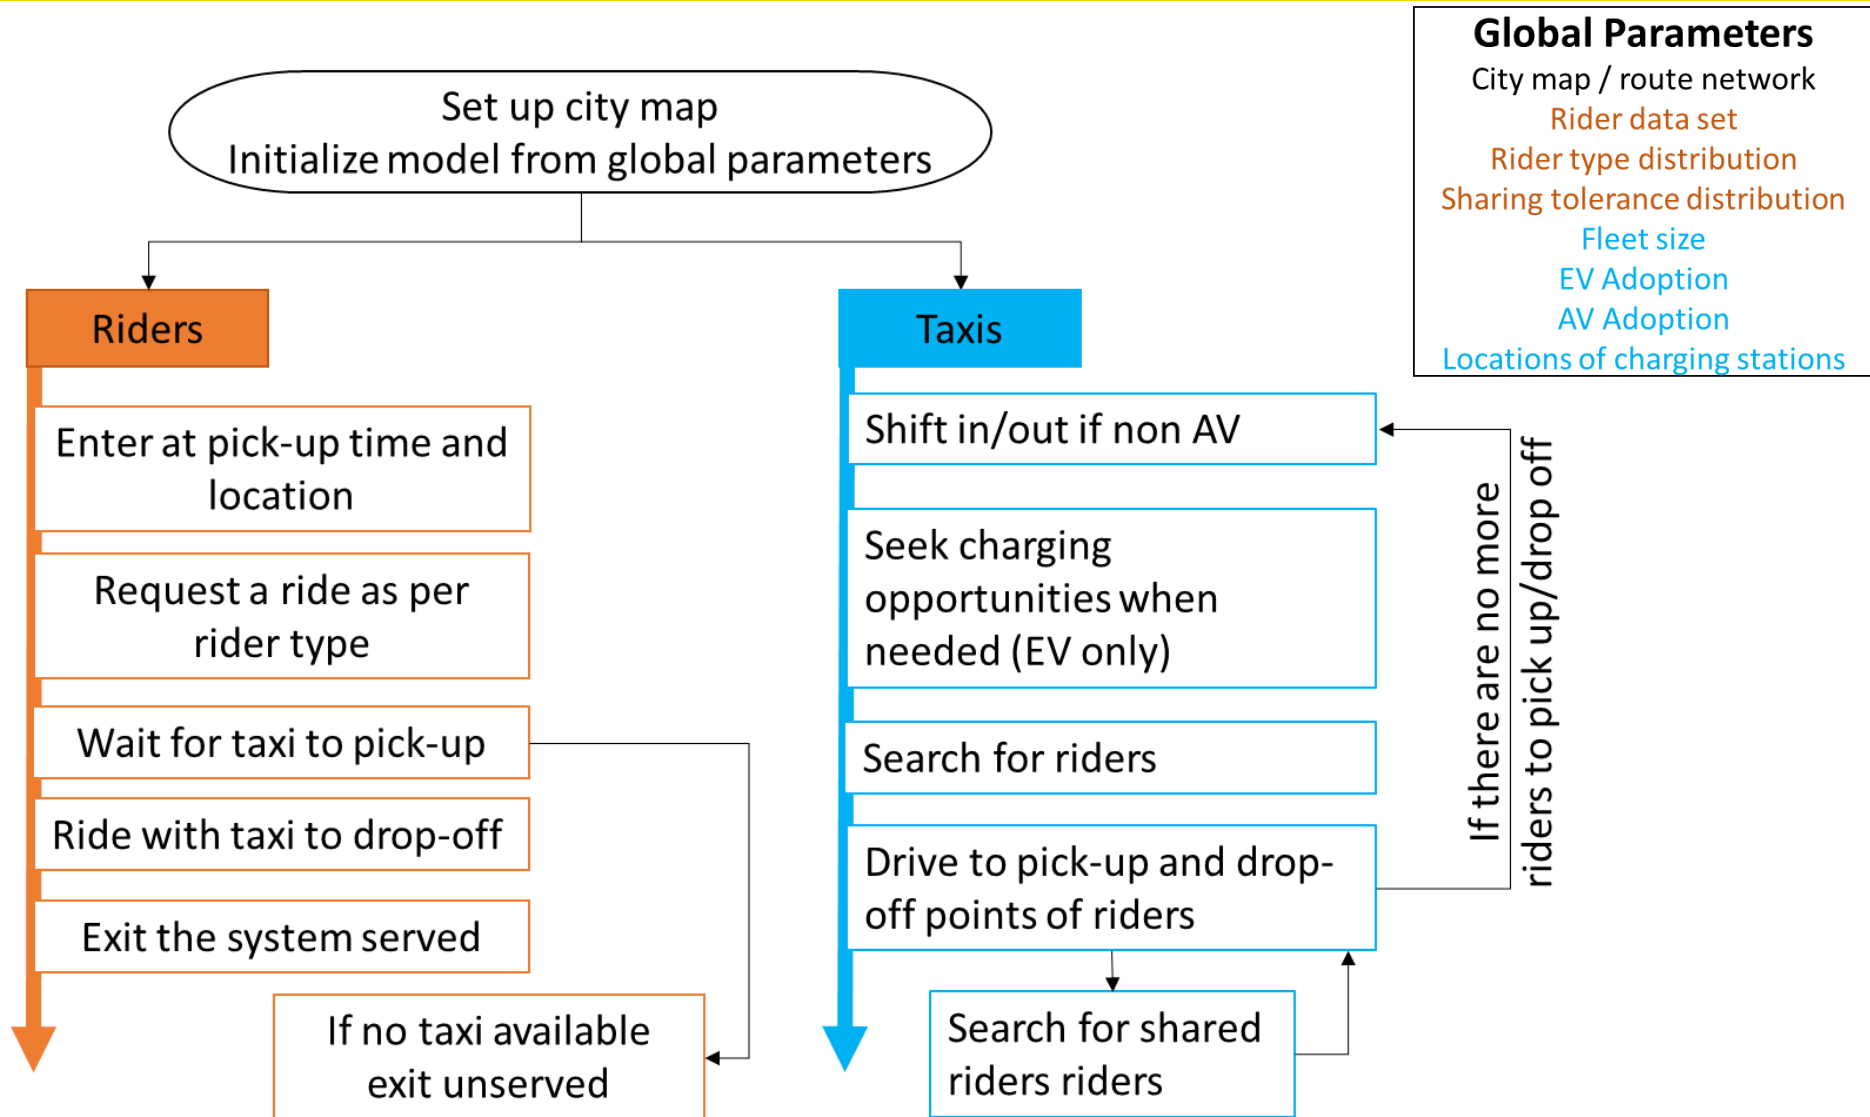 Global Parameters
City map / route network
Rider data set
Rider type distribution
Sharing tolerance distribution
Fleet size
EV Adoption
AV Adoption
Locations of charging stations
Set up city map
Initialize model from global parameters
Riders
Enter at pick-up time and
location
Request a ride as per
rider type
Wait for taxi to pick-up
Ride with taxi to drop-off
Exit the system served
If no taxi available
exit unserved
Taxis
Shift in/out if non AV
Seek charging
opportunities when
needed (EV only)
Search for riders
Drive to pick-up and drop-
off points of riders
Search for shared
riders riders
If there are no more
riders to pick up/drop off